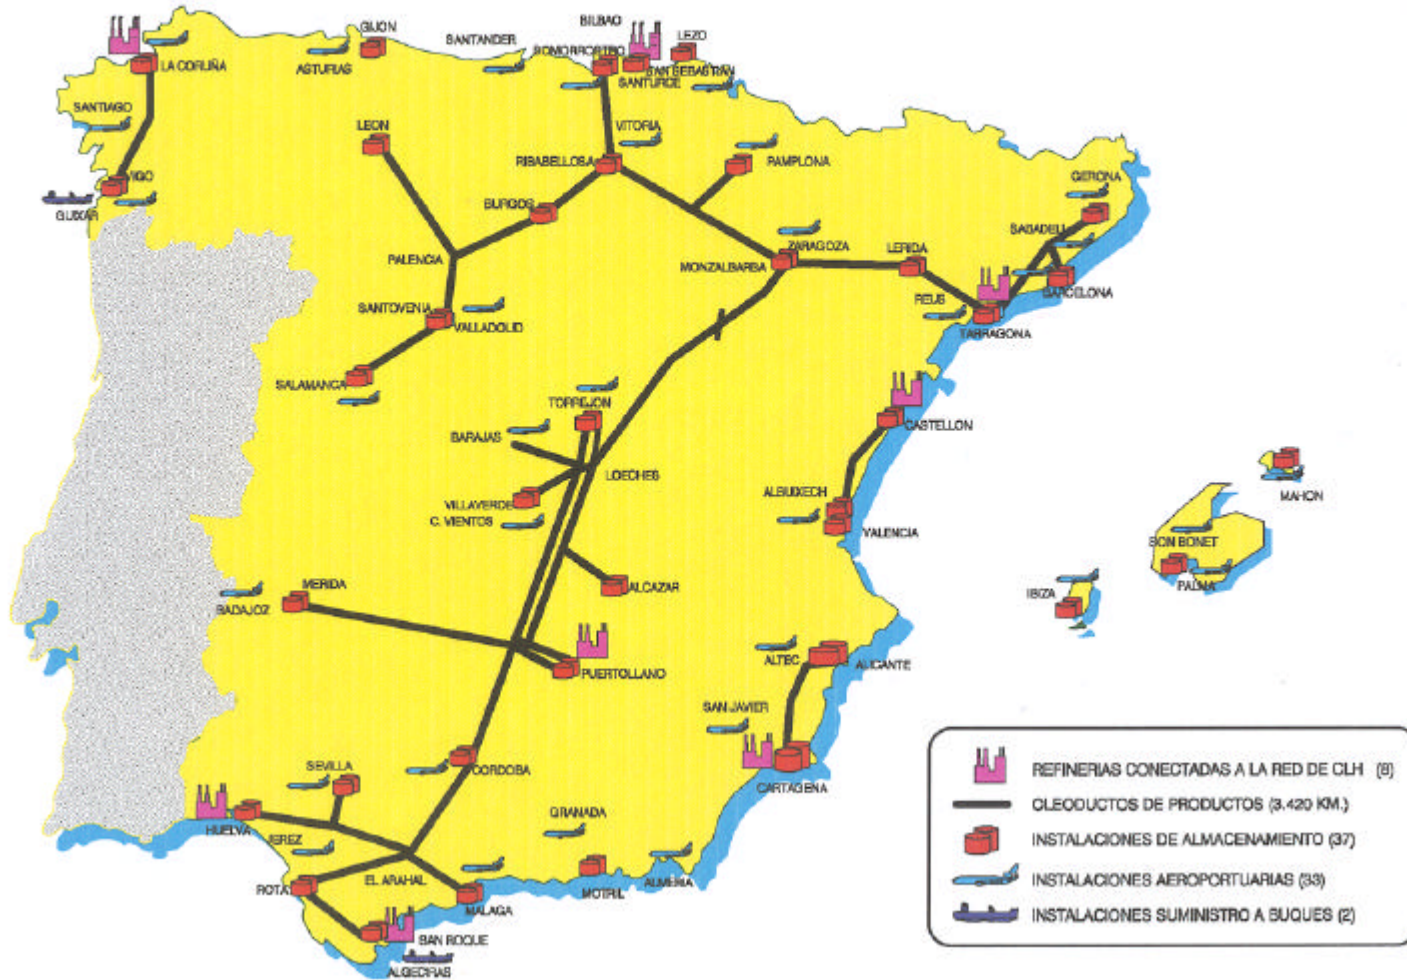 GIJON
BILBAO
SANTANDER
LEZO
SOMORROSTRO
LA CORUÑA
ASTURIAS
SAN SEBASTIAN
SANTURCE
SANTIAGO
LEON
VITORIA
RIBABELLOSA
PAMPLONA
VIGO
GUIXAR
GERONA
BURGOS
SABADELL
PALENCIA
ZARAGOZA
LERIDA
MONZALBARBA
BARCELONA
REUS
SANTOVENIA
VALLADOLID
TARRAGONA
SALAMANCA
TORREJON
CASTELLON
BARAJAS
LOECHES
ALBUIXECH
MAHON
VILLAVERDE
C. VIENTOS
VALENCIA
SON BONET
MERIDA
ALCAZAR
PALMA
BADAJOZ
IBIZA
ALTEC
ALICANTE
PUERTOLLANO
SAN JAVIER
SEVILLA
CORDOBA
CARTAGENA
GRANADA
HUELVA
JEREZ
EL ARAHAL
ROTA
MALAGA
MOTRIL
ALMERIA
SAN ROQUE
ALGECIRAS
REFINERIAS CONECTADAS A LA RED DE CLH (8)
OLEODUCTOS DE PRODUCTOS (3.420 KM.)
INSTALACIONES DE ALMACENAMIENTO (37)
INSTALACIONES AEROPORTUARIAS (33)
INSTALACIONES SUMINISTRO A BUQUES (2)